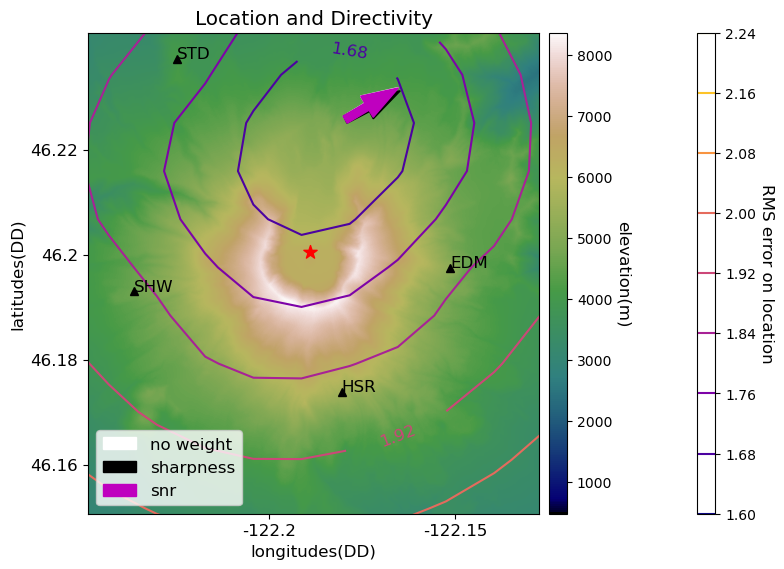 Location and Directivity
1.68
STD
EDM
SHW
HSR
1.92
no weight
sharpness
snr
latitudes(DD)
46.22
46.2
46.18
46.16
-122.2
-122.15
longitudes(DD)
8000
7000
6000
5000
4000
3000
2000
1000
elevation(m)
2.24
2.16
2.08
2.00
1.92
1.84
1.76
1.68
1.60
RMS error on location